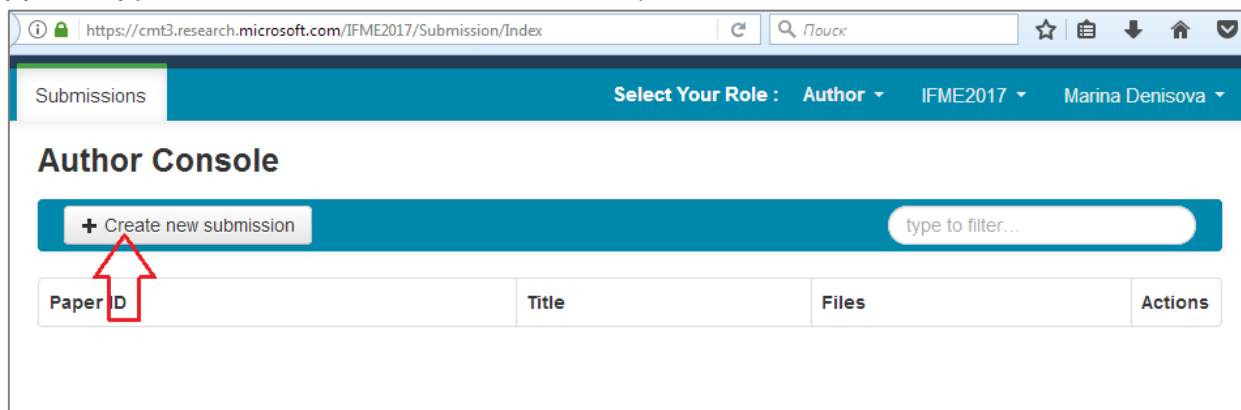 https://cmt3.research.microsoft.com/IFME2017/Submission/Index Поиск
Submissions Select Your Role : Author IFME2017 Marina Denisova
Author Console
+ Create new submission type to filter...
Paper ID Title Files Actions